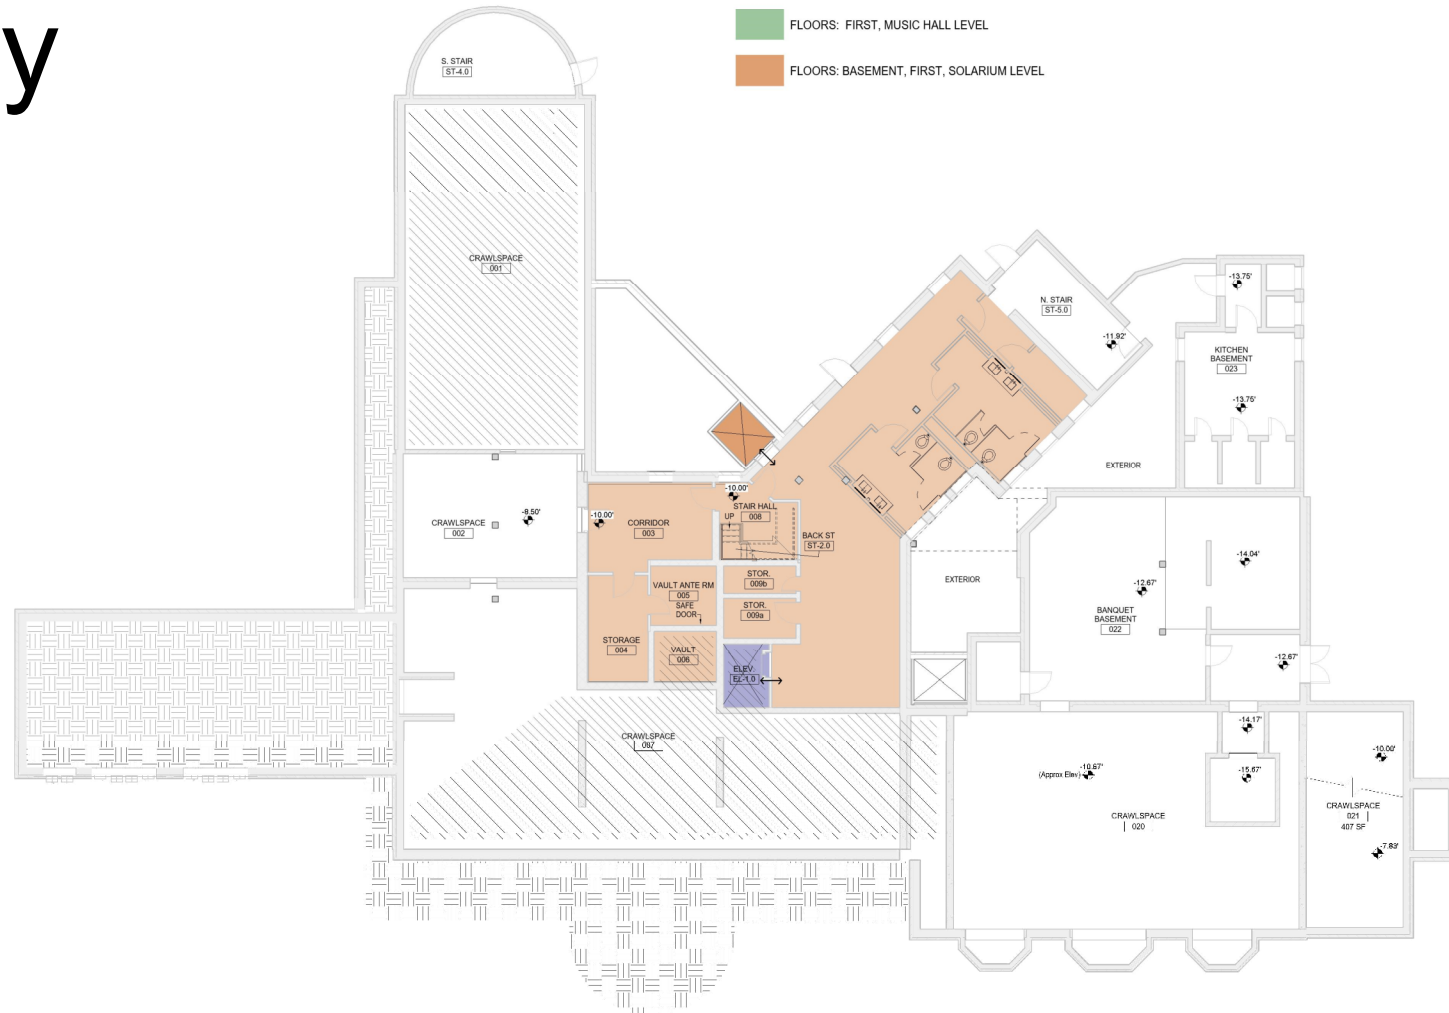 y
FLOORS: FIRST, MUSIC HALL LEVEL
FLOORS: BASEMENT, FIRST, SOLARIUM LEVEL
S. STAIR
ST-4.0
CRAWLSPACE
001
N. STAIR
ST-5.0
-11.92'
-13.75'
KITCHEN
BASEMENT
023
-13.75'
EXTERIOR
CRAWLSPACE
002
-8.50'
-10.00'
CORRIDOR
003
-10.00'
STAIR HALL
008
UP
BACK ST
ST-2.0
STOR.
009b
STOR.
009a
VAULT ANTE RM
005
SAFE
DOOR
STORAGE
004
VAULT
006
ELEV.
EL-1.0
EXTERIOR
-14.04'
-12.67'
BANQUET
BASEMENT
022
-12.67'
CRAWLSPACE
007
-14.17'
-10.67'
(Approx Elev)
-15.67'
-10.00'
CRAWLSPACE
020
CRAWLSPACE
021
407 SF
-7.83'